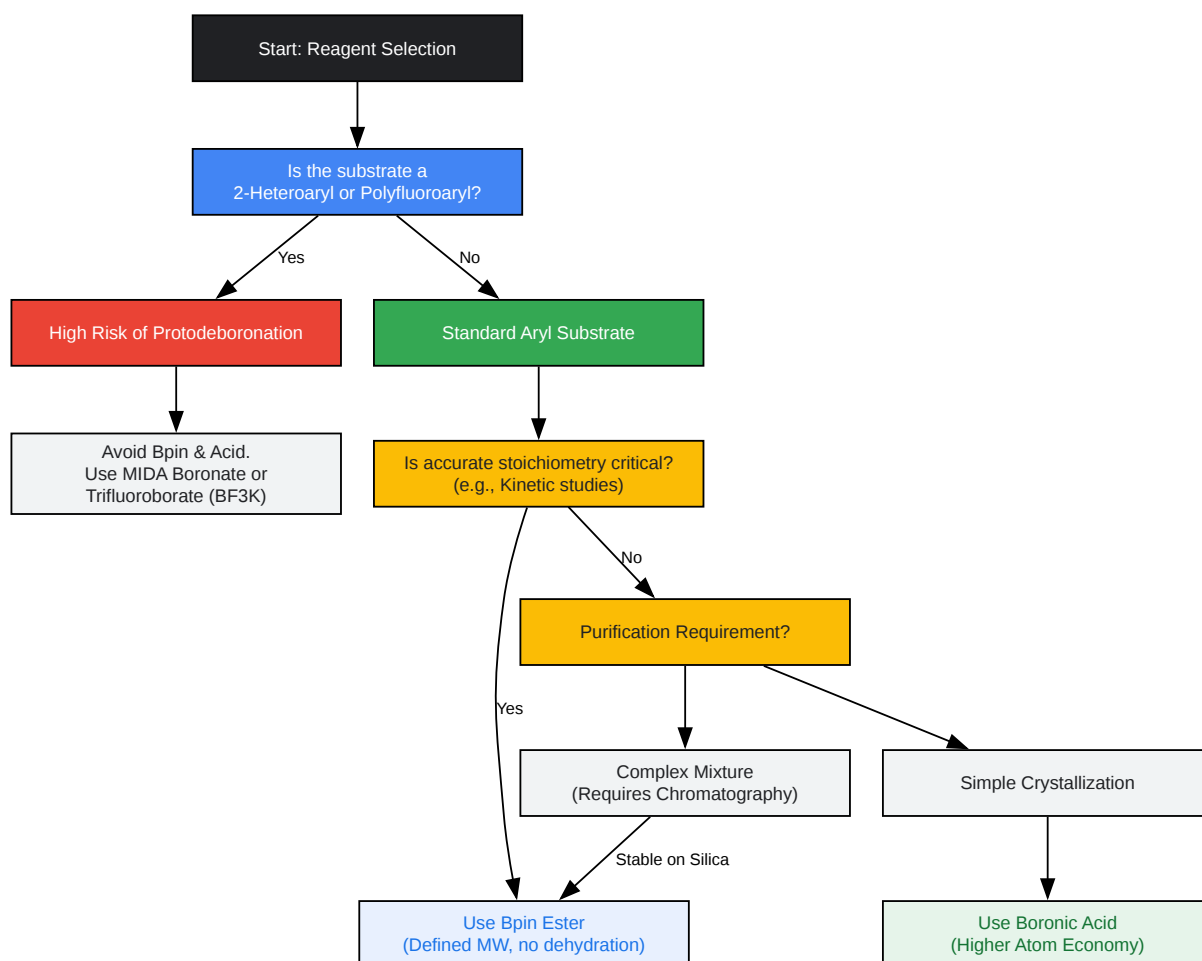 Start: Reagent Selection
Is the substrate a
2-Heteroaryl or Polyfluoroaryl?
Yes
No
High Risk of Protodeboronation
Standard Aryl Substrate
Avoid Bpin & Acid.
Use MIDA Boronate or
Trifluoroborate (BF3K)
Is accurate stoichiometry critical?
(e.g., Kinetic studies)
No
Purification Requirement?
Yes
Complex Mixture
(Requires Chromatography)
Simple Crystallization
Stable on Silica
Use Bpin Ester
(Defined MW, no dehydration)
Use Boronic Acid
(Higher Atom Economy)